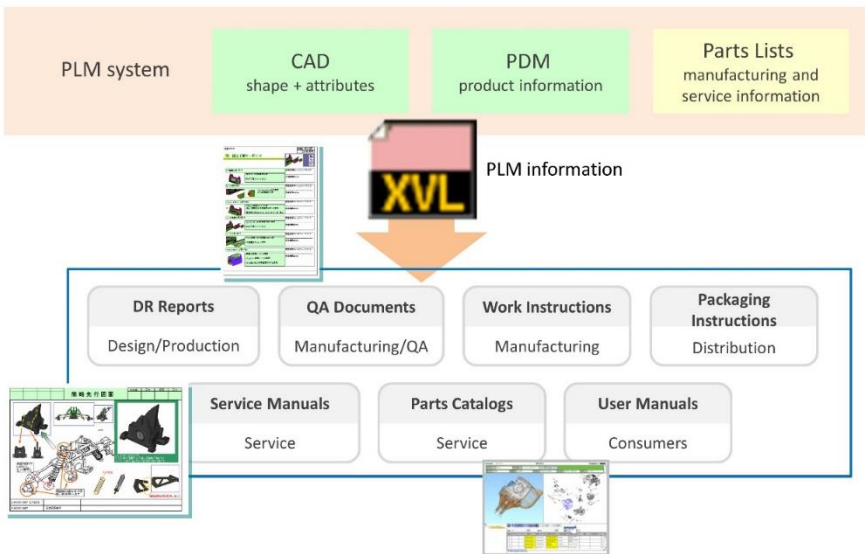 PLM system
CAD
shape + attributes
PDM
product information
Parts Lists
manufacturing and
service information
XVL
PLM information
DR Reports
Design/Production
QA Documents
Manufacturing/QA
Work Instructions
Manufacturing
Packaging
Instructions
Distribution
Service Manuals
Service
Parts Catalogs
Service
User Manuals
Consumers